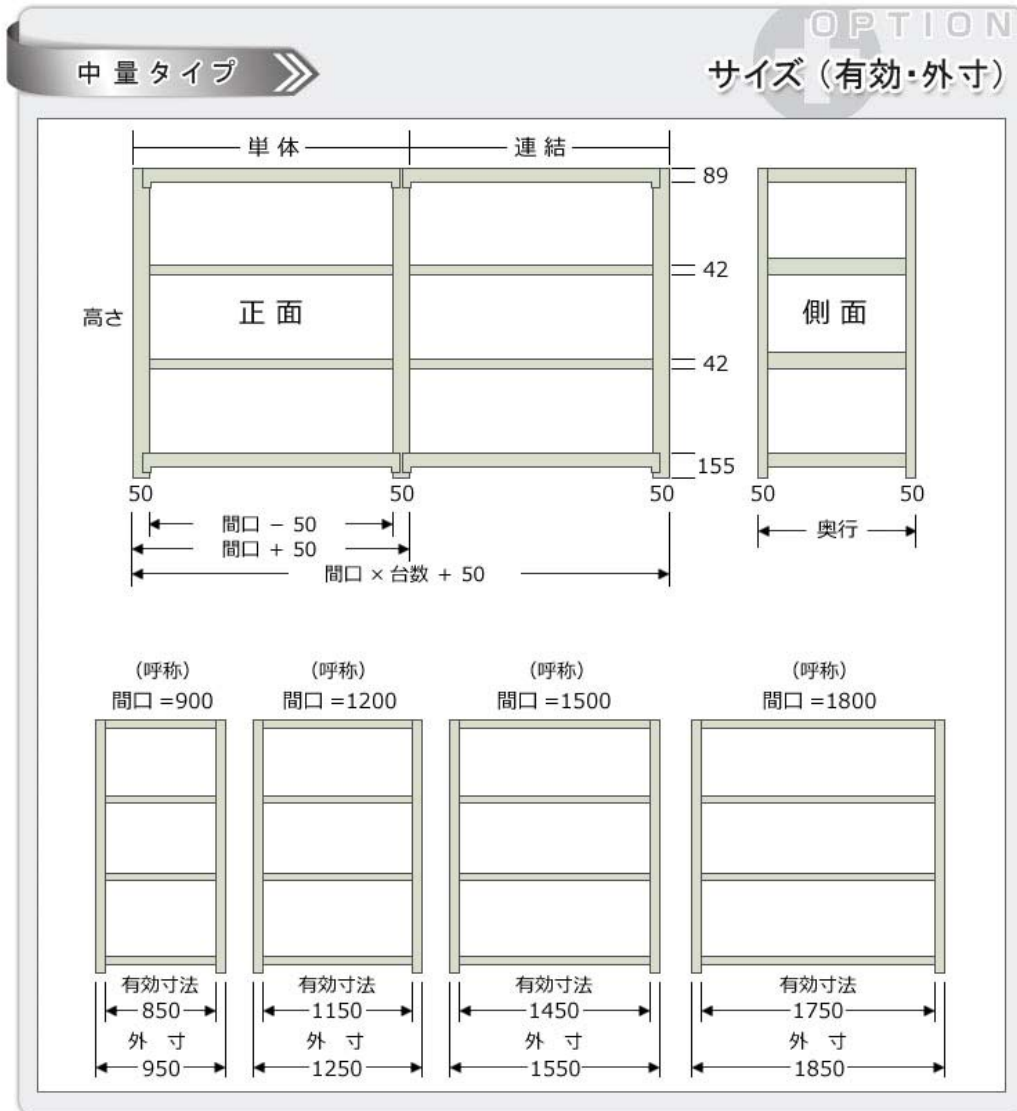 OPTION
中量タイプ
サイズ（有効・外寸）
単体 連結
89
42
高さ 正面 側面
42
155
50 50 50 50 50
間口 − 50 奥行
間口 + 50
間口 × 台数 + 50
(呼称) (呼称) (呼称) (呼称)
間口 =900 間口 =1200 間口 =1500 間口 =1800
有効寸法 有効寸法 有効寸法 有効寸法
850 1150 1450 1750
外 寸 外 寸 外 寸 外 寸
950 1250 1550 1850